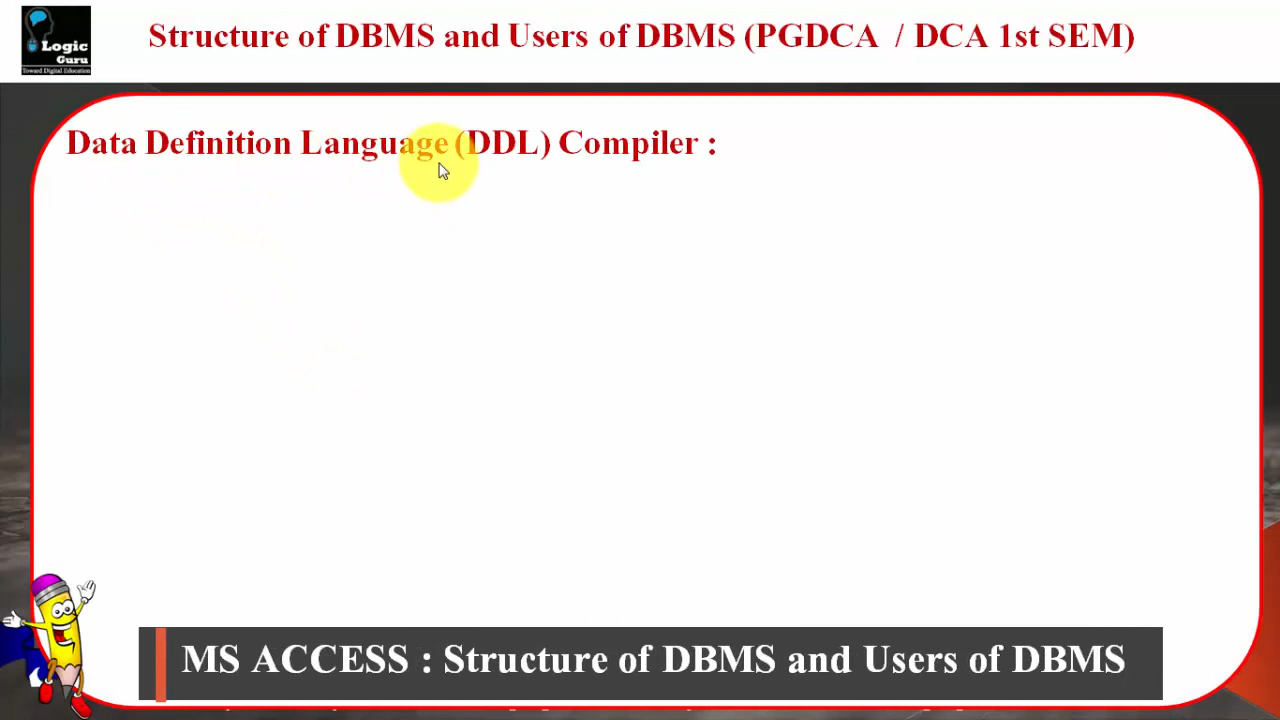 Logic
Guru
Toward Digital Education
Structure of DBMS and Users of DBMS (PGDCA / DCA 1st SEM)
Data Definition Language (DDL) Compiler :
MS ACCESS : Structure of DBMS and Users of DBMS